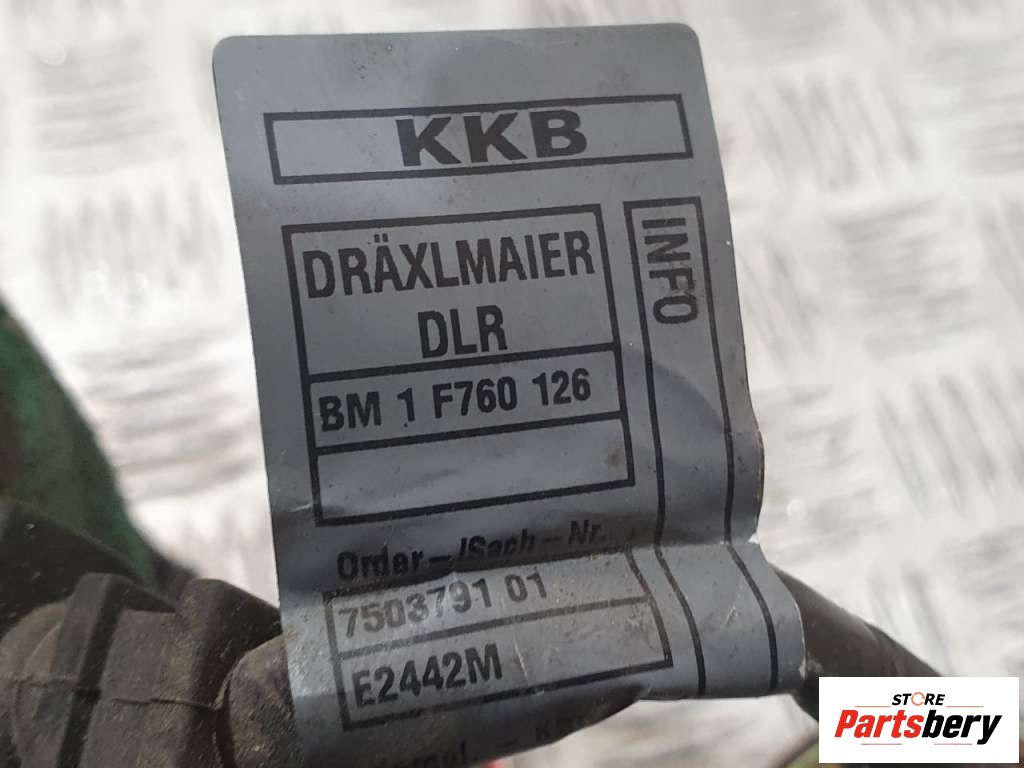 KKB
DRÄXLMAIER
DLR
BM 1 F760 126
INFO
Order-/Sach-Nr.
7503791 01
E2442M
STORE
Partsbery